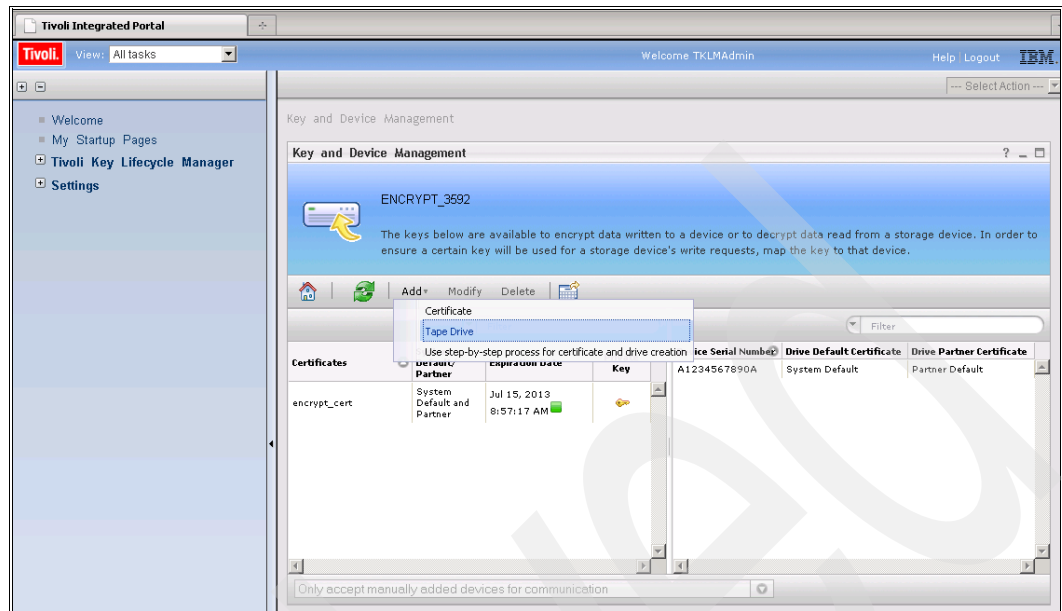 Tivoli Integrated Portal
Tivoli. View: All tasks Welcome TKLMAdmin Help Logout IBM.
--- Select Action ---
Welcome
My Startup Pages
Tivoli Key Lifecycle Manager
Settings
Key and Device Management
Key and Device Management
ENCRYPT_3592
The keys below are available to encrypt data written to a device or to decrypt data read from a storage device. In order to
ensure a certain key will be used for a storage device's write requests, map the key to that device.
Add Modify Delete
Certificate
Tape Drive
Use step-by-step process for certificate and drive creation
Filter
Certificates Default/ Expiration Date Key
Partner
ice Serial Number Drive Default Certificate Drive Partner Certificate
encrypt_cert System Default and Partner Jul 15, 2013 8:57:17 AM
A1234567890A System Default Partner Default
Only accept manually added devices for communication